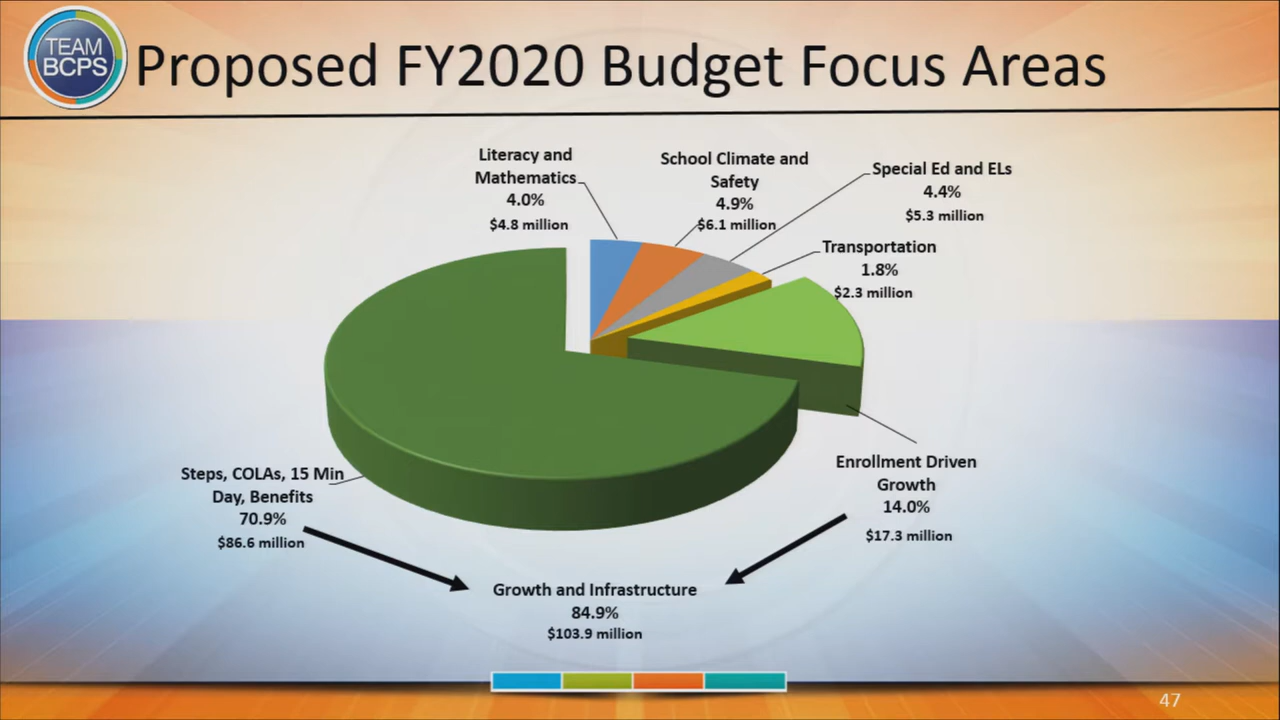 TEAM
BCPS
Proposed FY2020 Budget Focus Areas
Literacy and
Mathematics
4.0%
$4.8 million
School Climate and
Safety
4.9%
$6.1 million
Special Ed and ELs
4.4%
$5.3 million
Transportation
1.8%
$2.3 million
Steps, COLAs, 15 Min
Day, Benefits
70.9%
$86.6 million
Enrollment Driven
Growth
14.0%
$17.3 million
Growth and Infrastructure
84.9%
$103.9 million
47